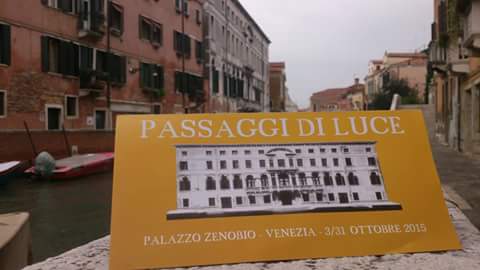 PASSAGGI DI LUCE
PALAZZO ZENOBIO - VENEZIA - 3/31 OTTOBRE 2015